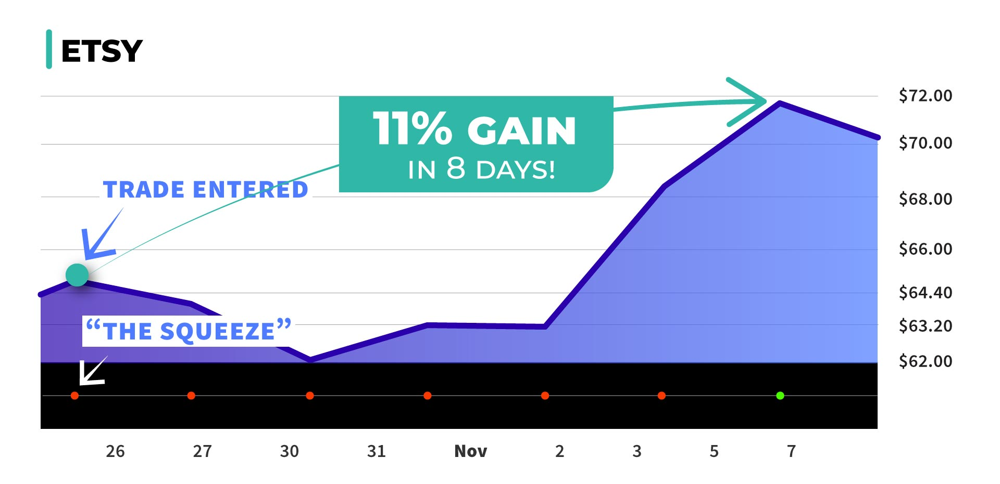 ETSY
11% GAIN
IN 8 DAYS!
TRADE ENTERED
“THE SQUEEZE”
$72.00
$70.00
$68.00
$66.00
$64.40
$63.20
$62.00
26 27 30 31 Nov 2 3 5 7